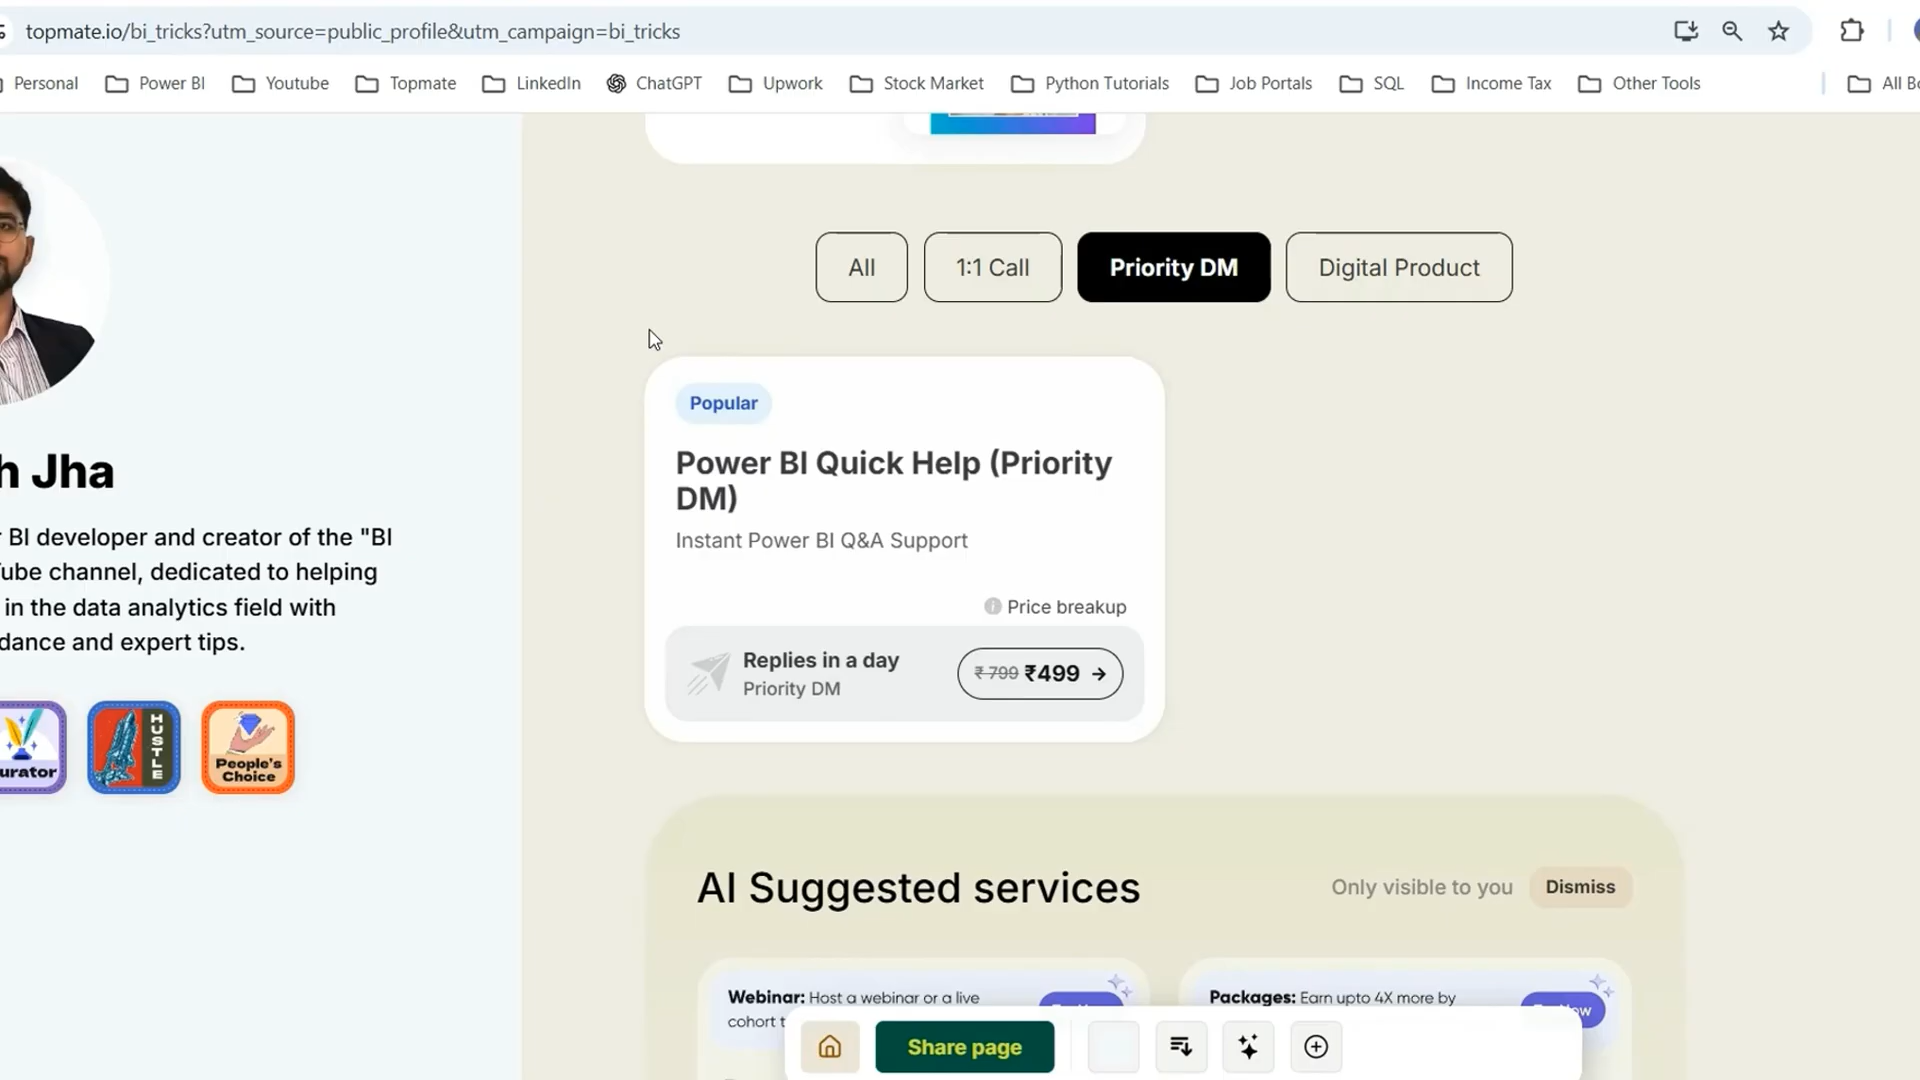 topmate.io/bi_tricks?utm_source=public_profile&utm_campaign=bi_tricks
Personal Power BI Youtube Topmate LinkedIn ChatGPT Upwork Stock Market Python Tutorials Job Portals SQL Income Tax Other Tools All Bo
All 1:1 Call Priority DM Digital Product
Popular
Power BI Quick Help (Priority
DM)
Instant Power BI Q&A Support
Price breakup
Replies in a day
Priority DM
₹799 ₹499 →
h Jha
BI developer and creator of the "BI
ube channel, dedicated to helping
in the data analytics field with
dance and expert tips.
urator
HUSTLE
People's
Choice
AI Suggested services
Only visible to you Dismiss
Webinar: Host a webinar or a live
cohort t
Packages: Earn upto 4X more by
Share page